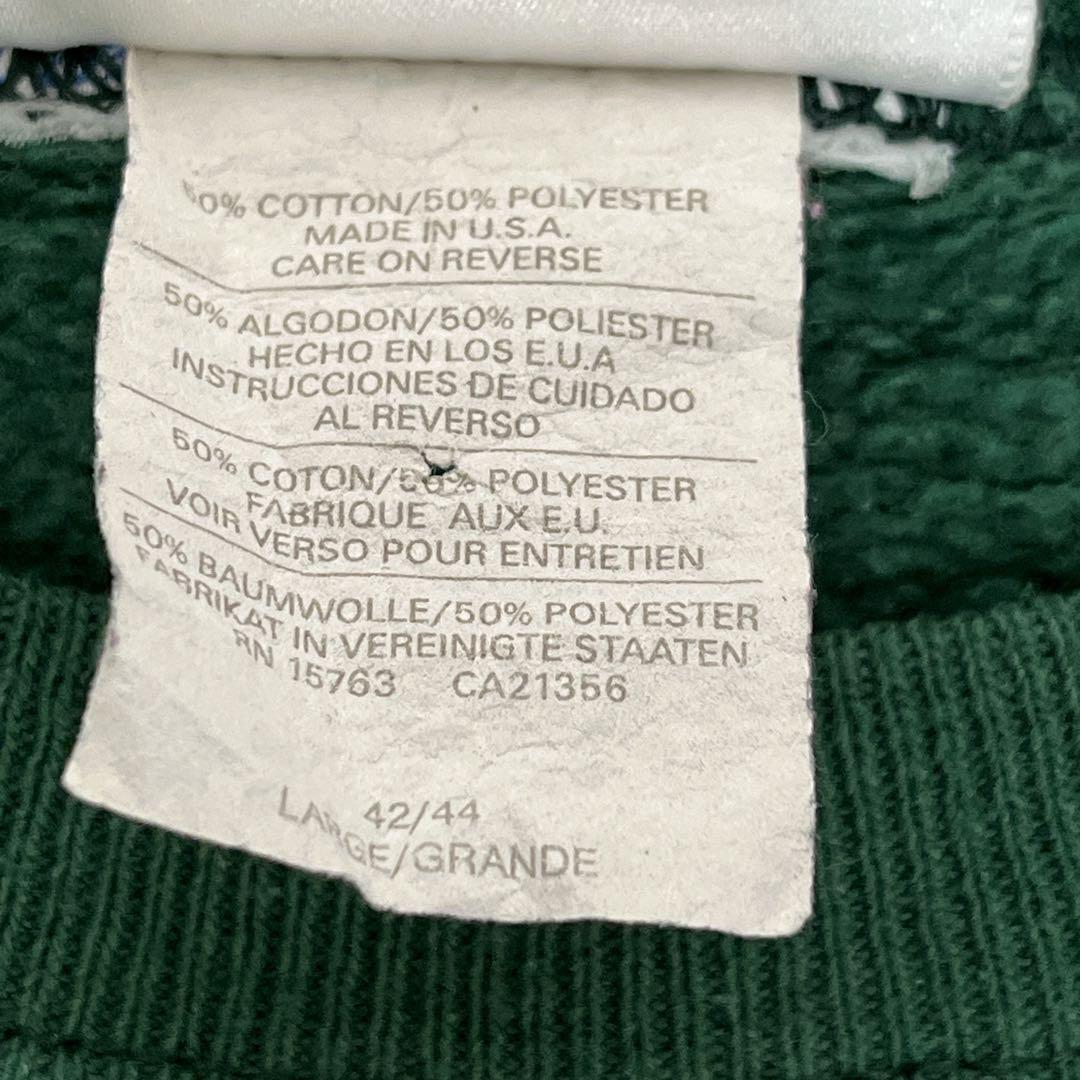 50% COTTON/50% POLYESTER
MADE IN U.S.A.
CARE ON REVERSE
50% ALGODON/50% POLIESTER
HECHO EN LOS E.U.A
INSTRUCCIONES DE CUIDADO
AL REVERSO
50% COTON/50% POLYESTER
FABRIQUE AUX E.U.
VOIR VERSO POUR ENTRETIEN
50% BAUMWOLLE/50% POLYESTER
FABRIKAT IN VEREINIGTE STAATEN
RN 15763 CA21356
42/44
LARGE/GRANDE